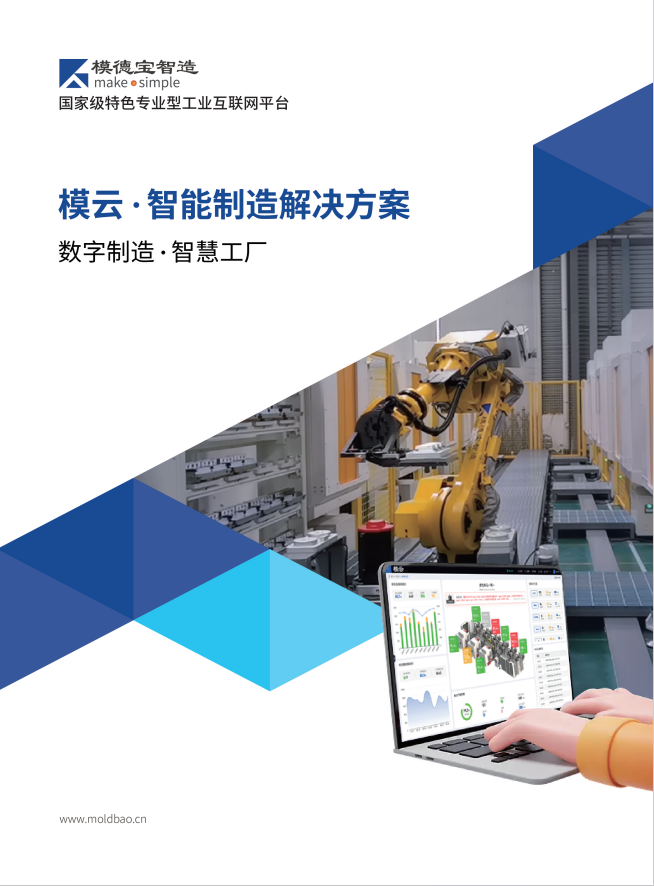 模德宝智造
make simple
国家级特色专业型工业互联网平台
模云·智能制造解决方案
数字制造·智慧工厂
模云
www.moldbao.cn